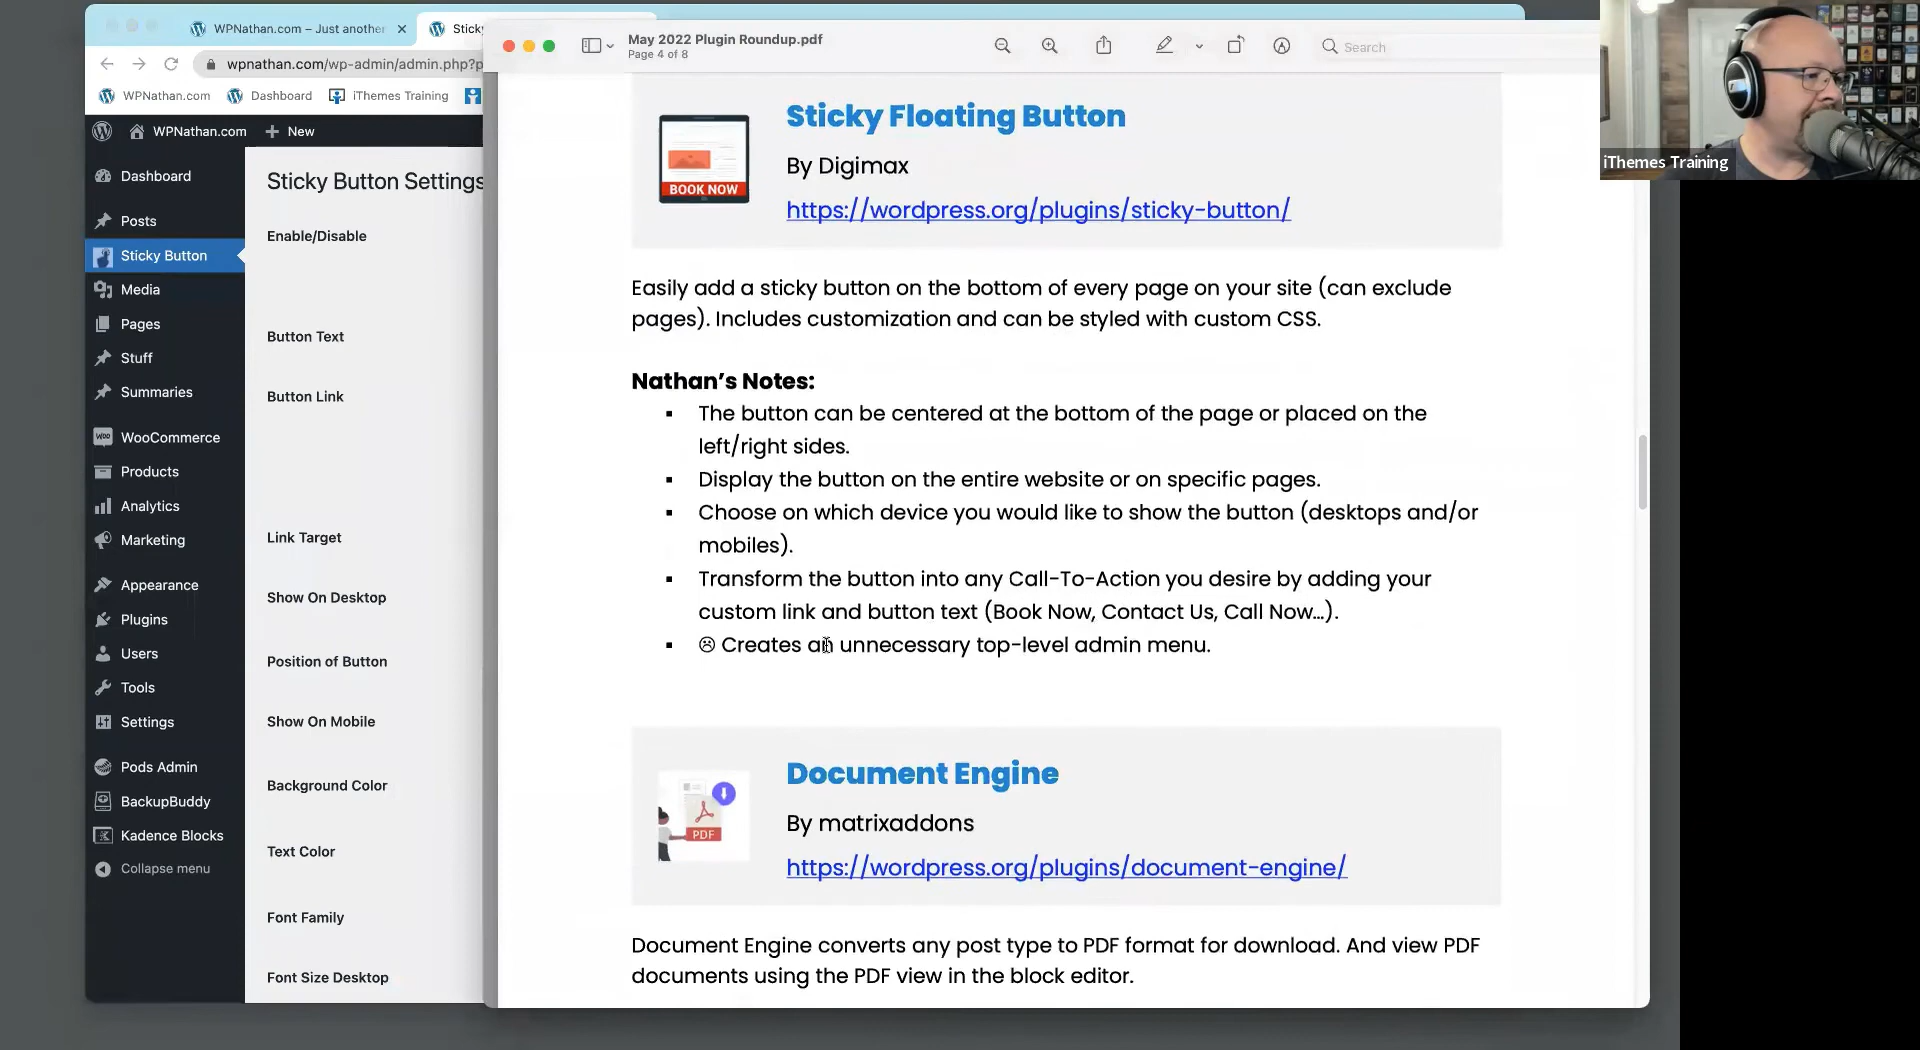 WPNathan.com – Just another
Sticky
wpnathan.com/wp-admin/admin.php?p
WPNathan.com
Dashboard
iThemes Training
WPNathan.com
New
Dashboard
Posts
Sticky Button
Media
Pages
Stuff
Summaries
WooCommerce
Products
Analytics
Marketing
Appearance
Plugins
Users
Tools
Settings
Pods Admin
BackupBuddy
Kadence Blocks
Collapse menu
Sticky Button Settings
Enable/Disable
Button Text
Button Link
Link Target
Show On Desktop
Position of Button
Show On Mobile
Background Color
Text Color
Font Family
Font Size Desktop
May 2022 Plugin Roundup.pdf
Page 4 of 8
Search
BOOK NOW
Sticky Floating Button
By Digimax
https://wordpress.org/plugins/sticky-button/
Easily add a sticky button on the bottom of every page on your site (can exclude
pages). Includes customization and can be styled with custom CSS.
Nathan’s Notes:
▪ The button can be centered at the bottom of the page or placed on the
left/right sides.
▪ Display the button on the entire website or on specific pages.
▪ Choose on which device you would like to show the button (desktops and/or
mobiles).
▪ Transform the button into any Call-To-Action you desire by adding your
custom link and button text (Book Now, Contact Us, Call Now…).
▪ ☹ Creates an unnecessary top-level admin menu.
PDF
Document Engine
By matrixaddons
https://wordpress.org/plugins/document-engine/
Document Engine converts any post type to PDF format for download. And view PDF
documents using the PDF view in the block editor.
iThemes Training